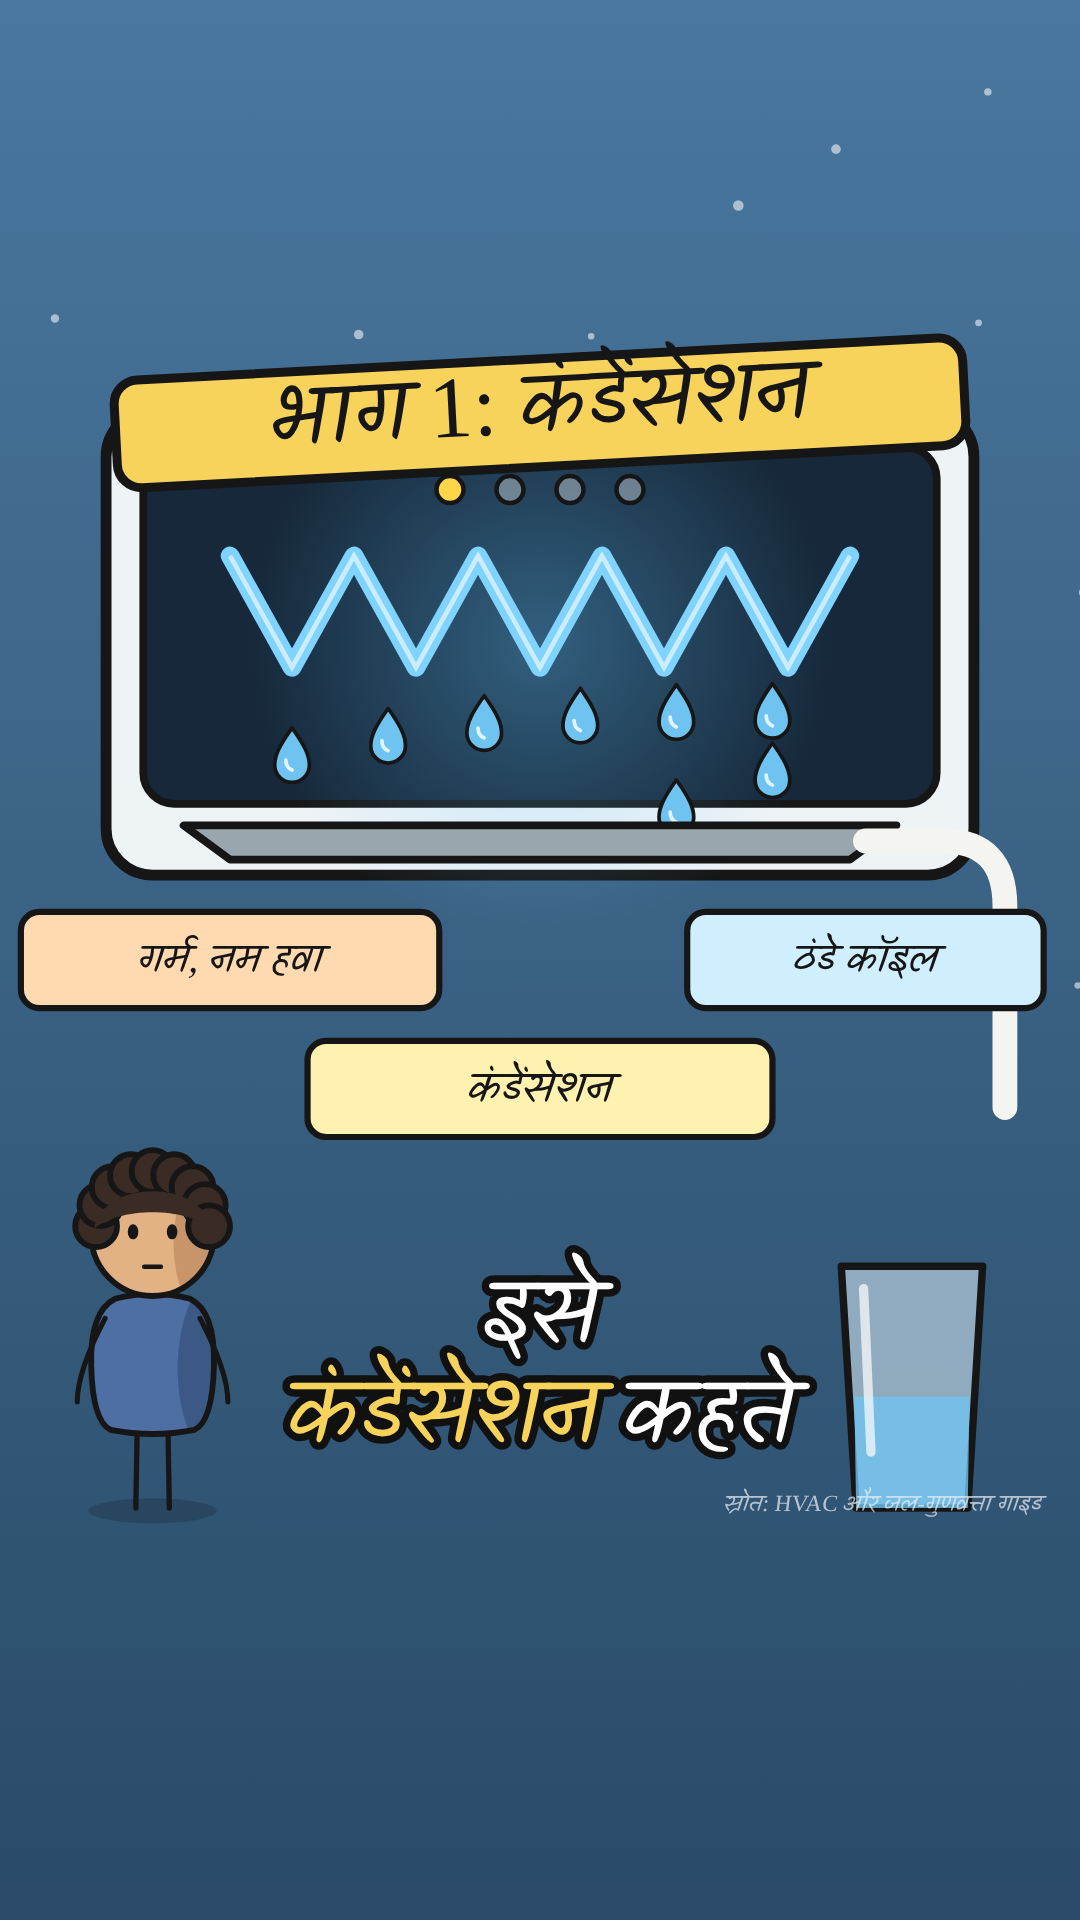 भाग 1: कंडेंसेशन
गर्म, नम हवा
ठंडे कॉइल
कंडेंसेशन
इसे
कंडेंसेशन कहते
स्रोत: HVAC और जल-गुणवत्ता गाइड